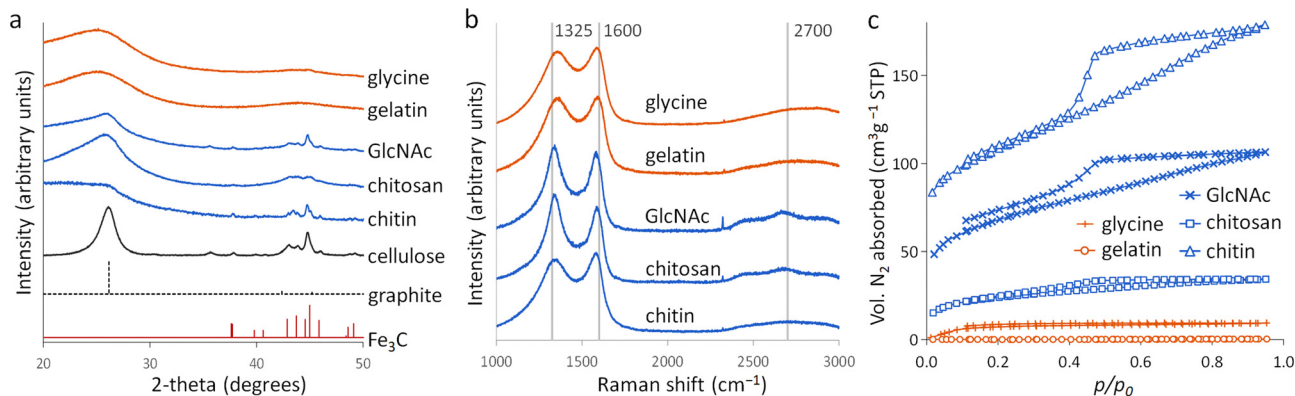 a
Intensity (arbitrary units)
glycine
gelatin
GlcNAc
chitosan
chitin
cellulose
graphite
Fe₃C
20
30
40
50
2-theta (degrees)
b
Intensity (arbitrary units)
1325
1600
2700
glycine
gelatin
GlcNAc
chitosan
chitin
1000
1500
2000
2500
3000
Raman shift (cm⁻¹)
c
Vol. N₂ absorbed (cm³g⁻¹ STP)
150
100
50
0
GlcNAc
glycine
chitosan
gelatin
chitin
0.0
0.2
0.4
0.6
0.8
1.0
p/p₀